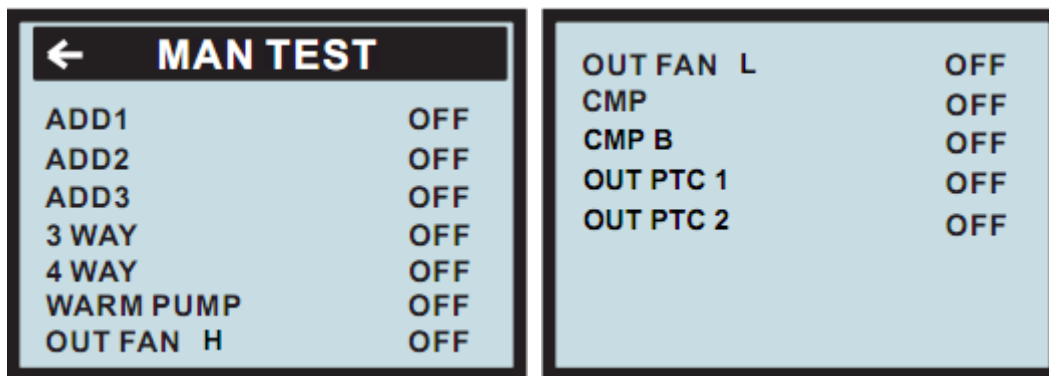 ← MAN TEST
ADD1 OFF
ADD2 OFF
ADD3 OFF
3 WAY OFF
4 WAY OFF
WARM PUMP OFF
OUT FAN H OFF
OUT FAN L OFF
CMP OFF
CMP B OFF
OUT PTC 1 OFF
OUT PTC 2 OFF